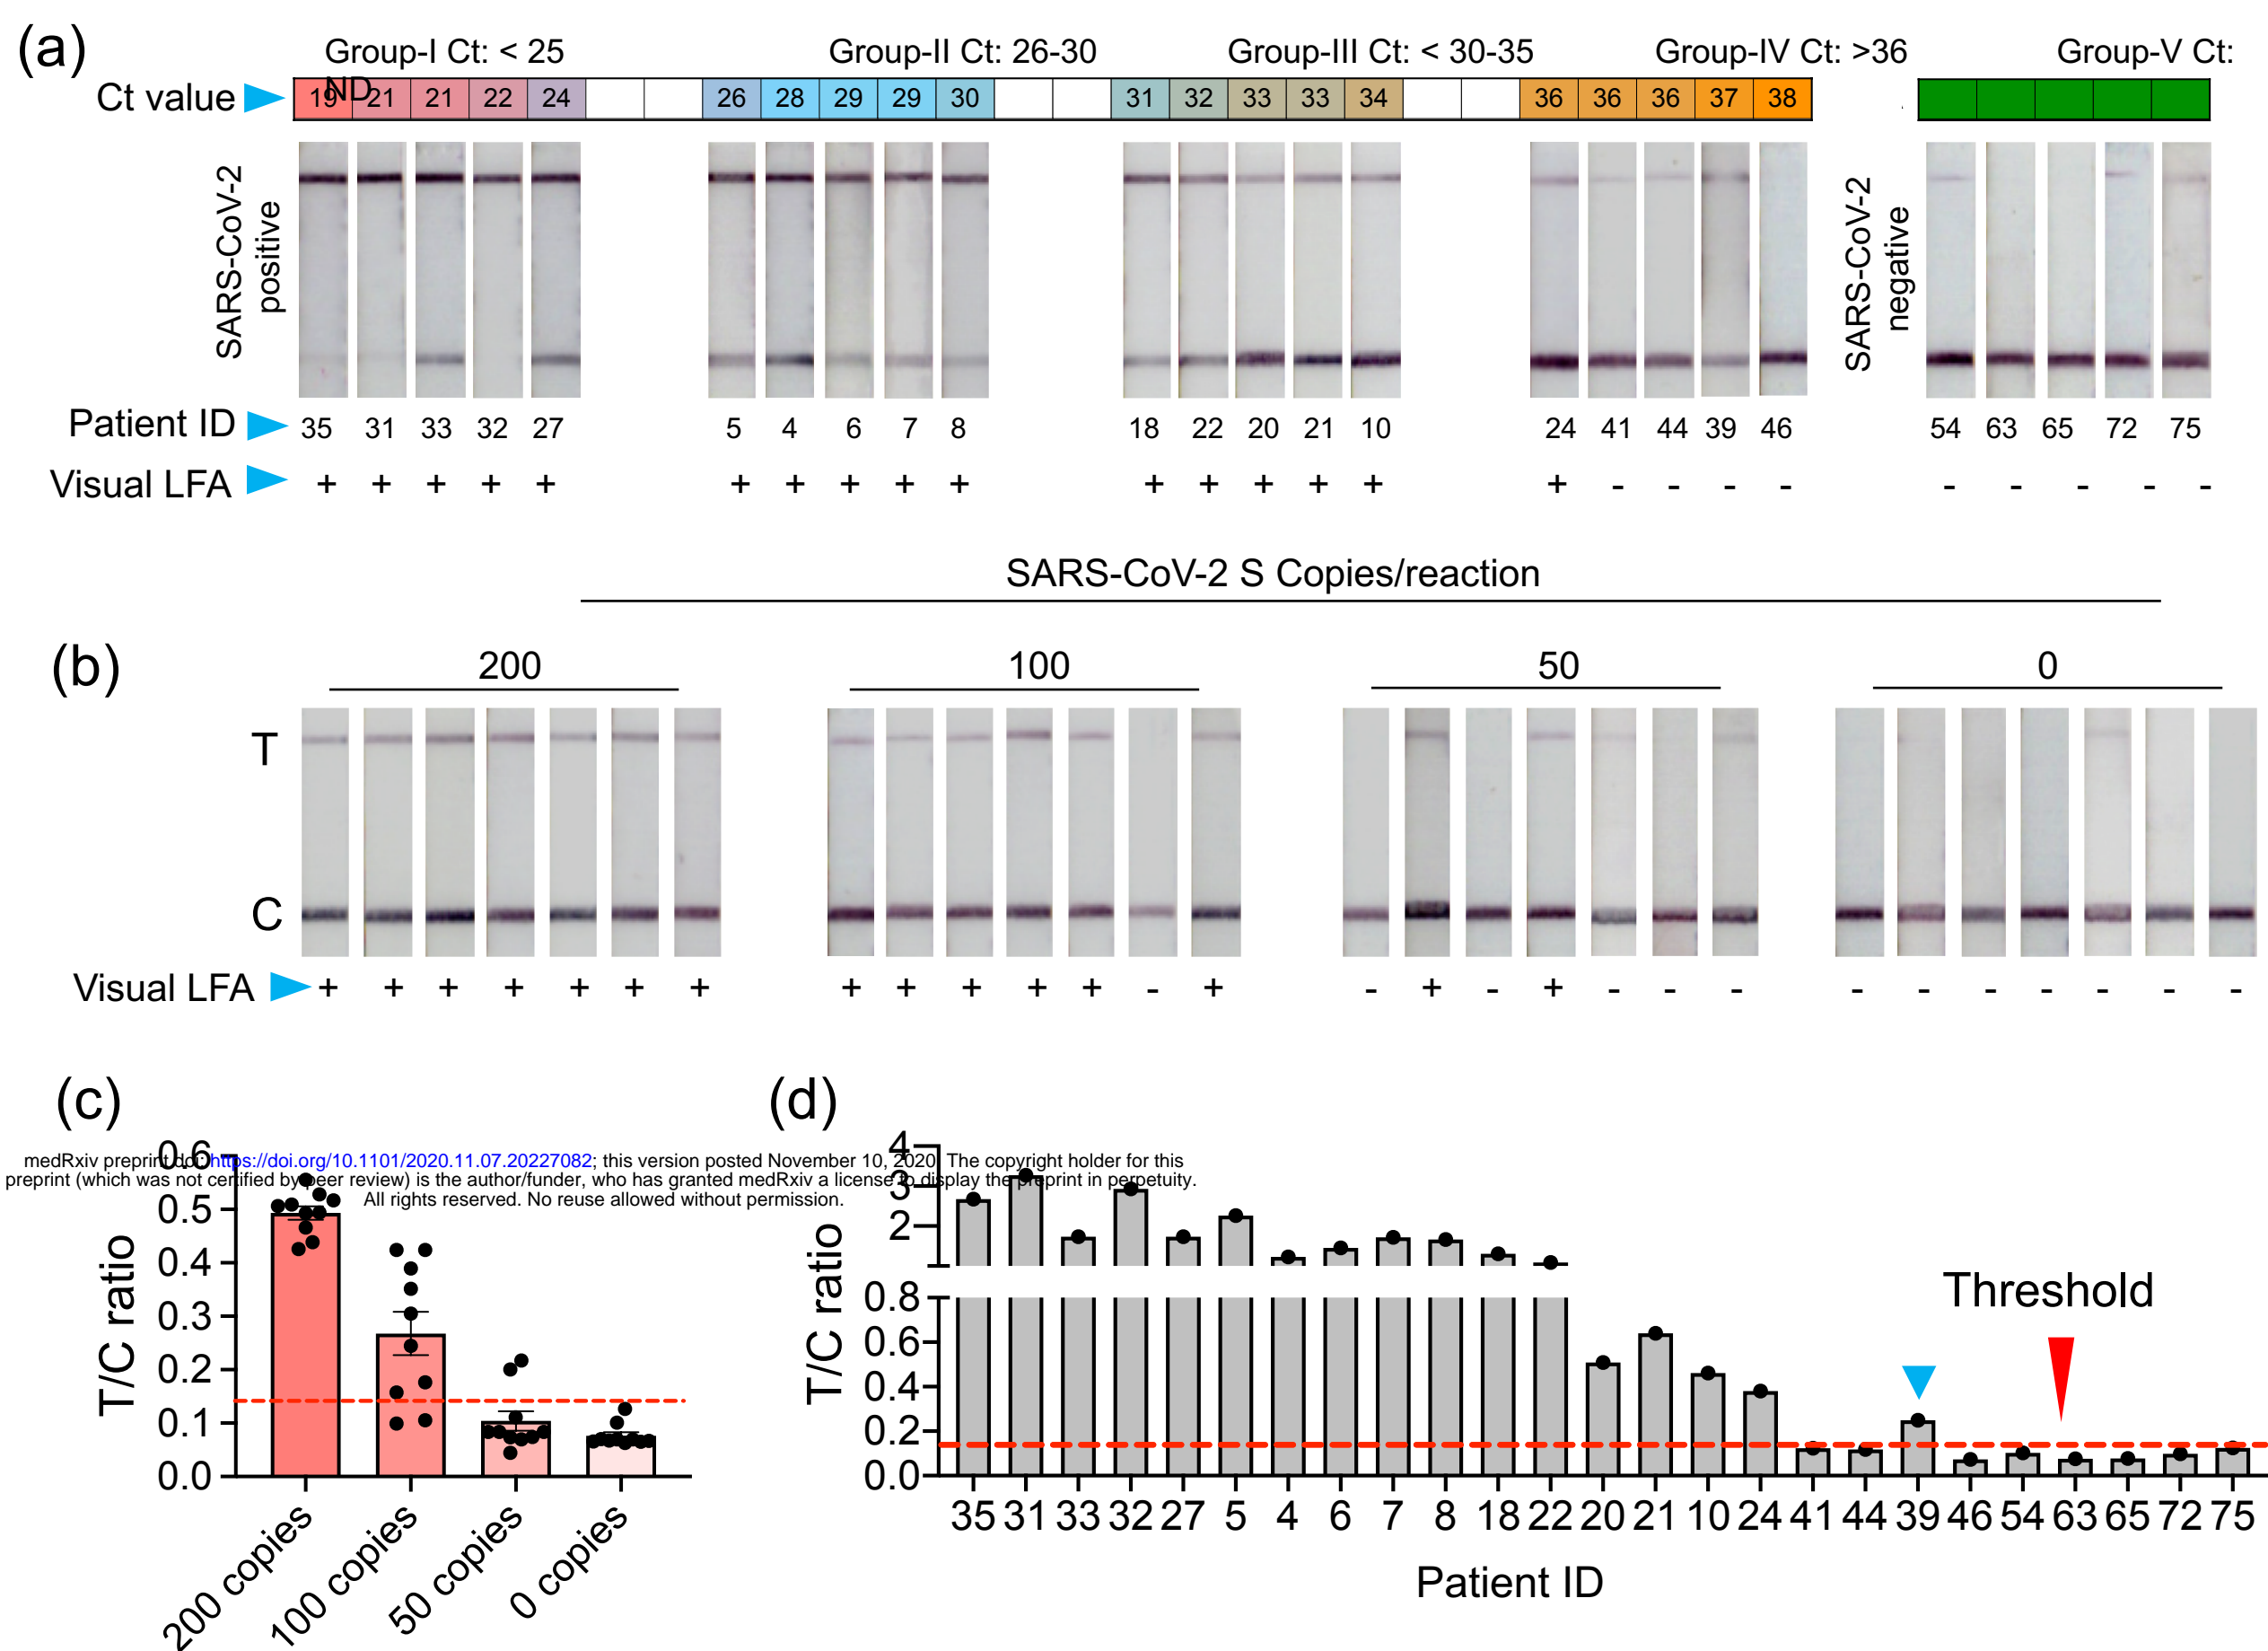 (a)
Group-I Ct: < 25 Group-II Ct: 26-30 Group-III Ct: < 30-35 Group-IV Ct: >36 Group-V Ct:
ND
Ct value 19 21 21 22 24 26 28 29 29 30 31 32 33 33 34 36 36 36 37 38
SARS-CoV-2
positive
SARS-CoV-2
negative
Patient ID 35 31 33 32 27 5 4 6 7 8 18 22 20 21 10 24 41 44 39 46 54 63 65 72 75
Visual LFA + + + + + + + + + + + + + + + + - - - - - - - - -
SARS-CoV-2 S Copies/reaction
(b)
200 100 50 0
T
C
Visual LFA + + + + + + + + + + + + - + - + - + - - - - - - - - - -
(c)
T/C ratio
0.6
0.5
0.4
0.3
0.2
0.1
0.0
200 copies
100 copies
50 copies
0 copies
medRxiv preprint doi: https://doi.org/10.1101/2020.11.07.20227082; this version posted November 10, 2020. The copyright holder for this
preprint (which was not certified by peer review) is the author/funder, who has granted medRxiv a license to display the preprint in perpetuity.
All rights reserved. No reuse allowed without permission.
(d)
T/C ratio
4
3
2
0.8
0.6
0.4
0.2
0.0
Threshold
35 31 33 32 27 5 4 6 7 8 18 22 20 21 10 24 41 44 39 46 54 63 65 72 75
Patient ID